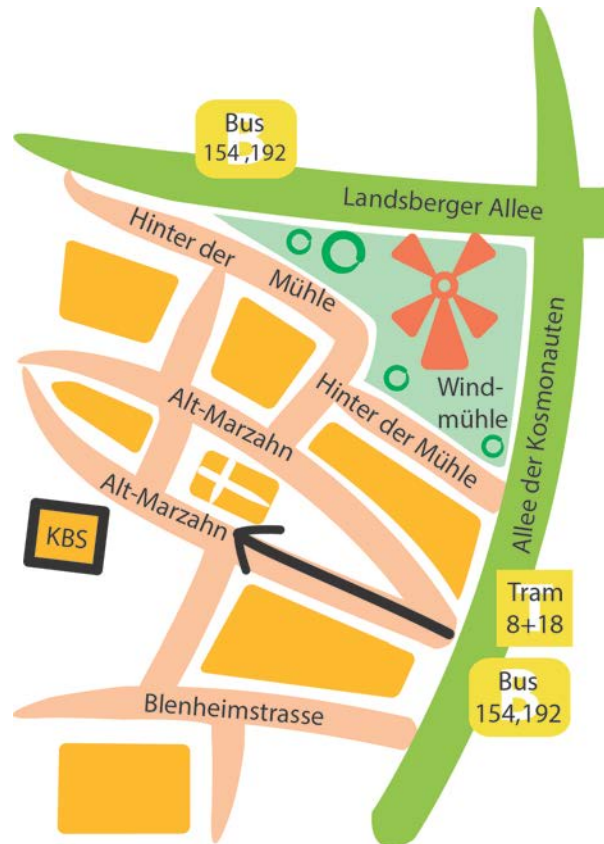 Bus
B
154 ,192
Landsberger Allee
Hinter der
Mühle
Wind-
mühle
Hinter der Mühle
Allee der Kosmonauten
Alt-Marzahn
Alt-Marzahn
KBS
Tram
T
8+18
Bus
B
154,192
Blenheimstrasse